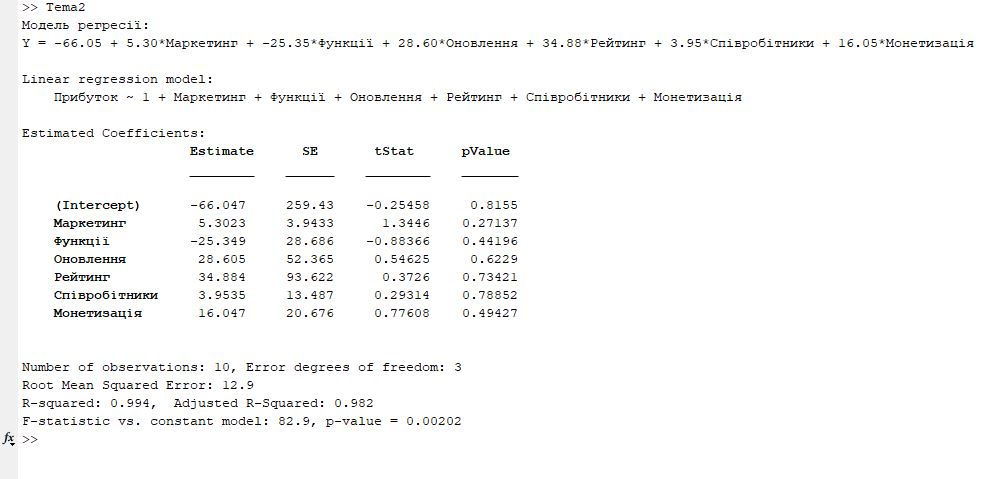 >> Tema2
Модель регресії:
Y = -66.05 + 5.30*Маркетинг + -25.35*Функції + 28.60*Оновлення + 34.88*Рейтинг + 3.95*Співробітники + 16.05*Монетизація
Linear regression model:
Прибуток ~ 1 + Маркетинг + Функції + Оновлення + Рейтинг + Співробітники + Монетизація
Estimated Coefficients:
Estimate SE tStat pValue
(Intercept) -66.047 259.43 -0.25458 0.8155
Маркетинг 5.3023 3.9433 1.3446 0.27137
Функції -25.349 28.686 -0.88366 0.44196
Оновлення 28.605 52.365 0.54625 0.6229
Рейтинг 34.884 93.622 0.3726 0.73421
Співробітники 3.9535 13.487 0.29314 0.78852
Монетизація 16.047 20.676 0.77608 0.49427
Number of observations: 10, Error degrees of freedom: 3
Root Mean Squared Error: 12.9
R-squared: 0.994, Adjusted R-Squared: 0.982
F-statistic vs. constant model: 82.9, p-value = 0.00202
fx >>